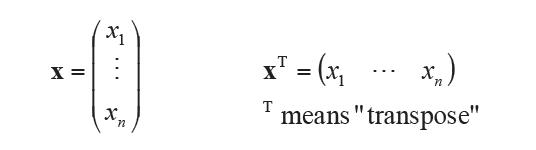 x = (x₁ ⋮ xₙ)
xᵀ = (x₁ ⋯ xₙ)
ᵀ means "transpose"